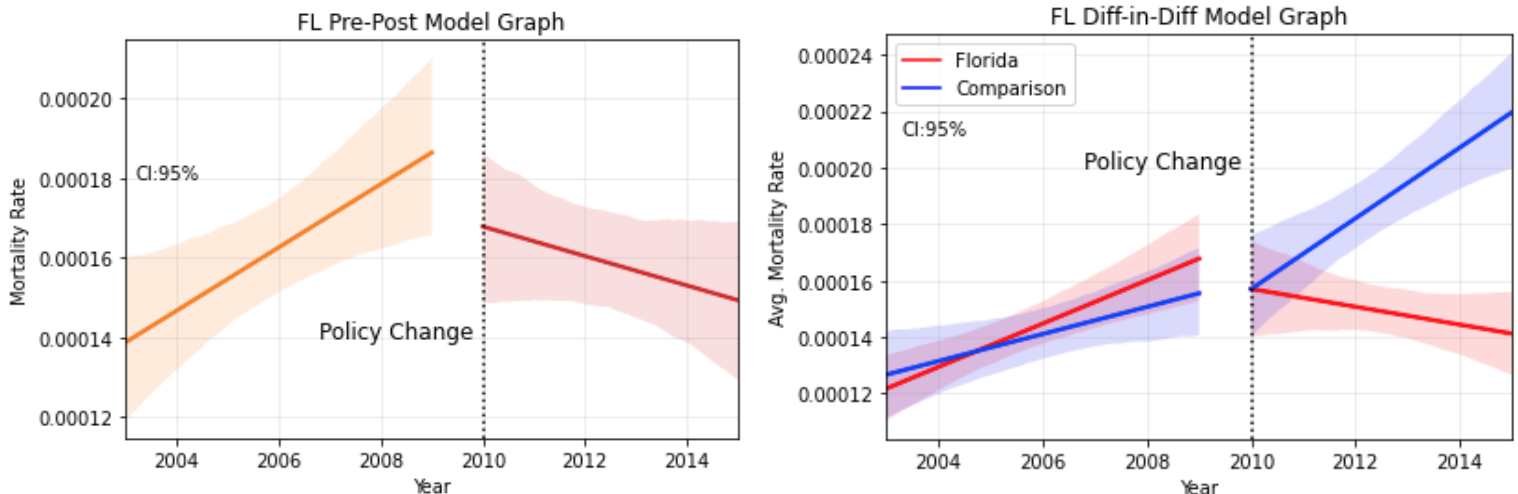 FL Pre-Post Model Graph
Mortality Rate
0.00020
0.00018
0.00016
0.00014
0.00012
CI:95%
Policy Change
2004 2006 2008 2010 2012 2014
Year
FL Diff-in-Diff Model Graph
Avg. Mortality Rate
0.00024
0.00022
0.00020
0.00018
0.00016
0.00014
0.00012
Florida
Comparison
CI:95%
Policy Change
2004 2006 2008 2010 2012 2014
Year